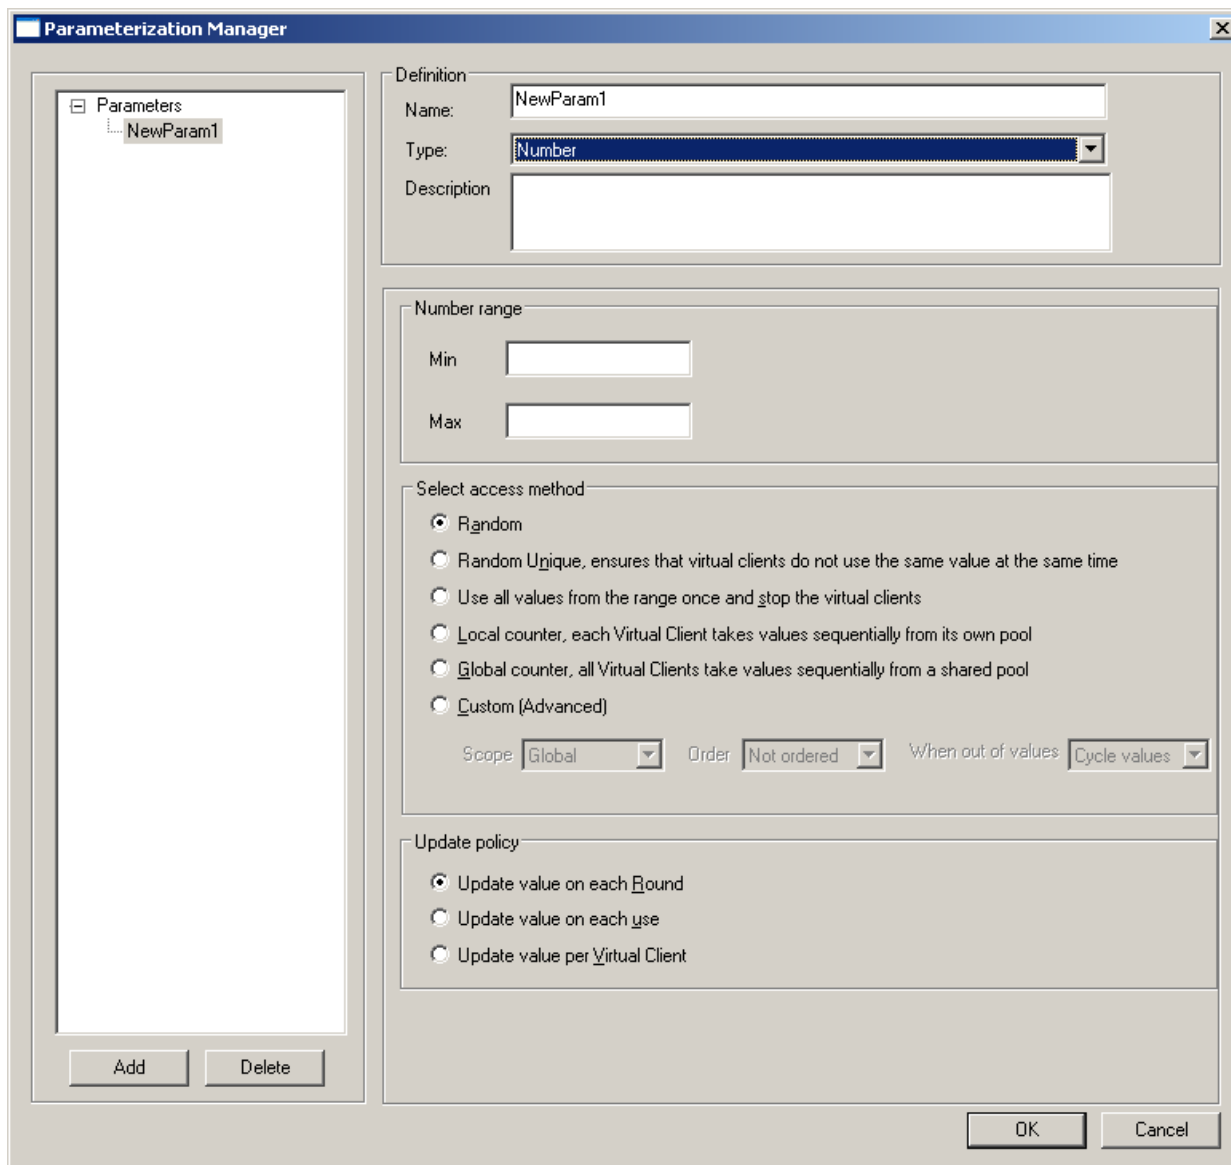 Parameterization Manager
Parameters
NewParam1
Add
Delete
Definition
Name:
NewParam1
Type:
Number
Description
Number range
Min
Max
Select access method
Random
Random Unique, ensures that virtual clients do not use the same value at the same time
Use all values from the range once and stop the virtual clients
Local counter, each Virtual Client takes values sequentially from its own pool
Global counter, all Virtual Clients take values sequentially from a shared pool
Custom (Advanced)
Scope Global Order Not ordered When out of values Cycle values
Update policy
Update value on each Round
Update value on each use
Update value per Virtual Client
OK
Cancel